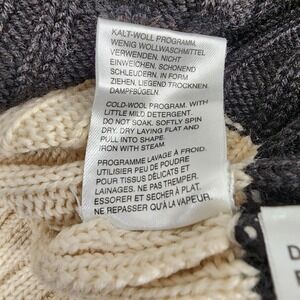 KALT-WOLL PROGRAMM,
WENIG WOLLWASCHMITTEL
VERWENDEN. NICHT
EINWEICHEN. SCHONEND
SCHLEUDERN, IN FORM
ZIEHEN, LIEGEND TROCKNEN.
DAMPFBÜGELN.
COLD-WOOL PROGRAM. WITH
LITTLE MILD DETERGENT.
DO NOT SOAK. SOFTLY SPIN
DRY. DRY LAYING FLAT AND
PULL INTO SHAPE.
IRON WITH STEAM
PROGRAMME LAVAGE À FROID.
UTILISIER PEU DE POUDRE
POUR TISSUS DÉLICATS ET
LAINAGES. NE PAS TREMPER.
ESSORER ET SECHER À PLAT.
NE REPASSER QU'À LA VAPEUR.
D